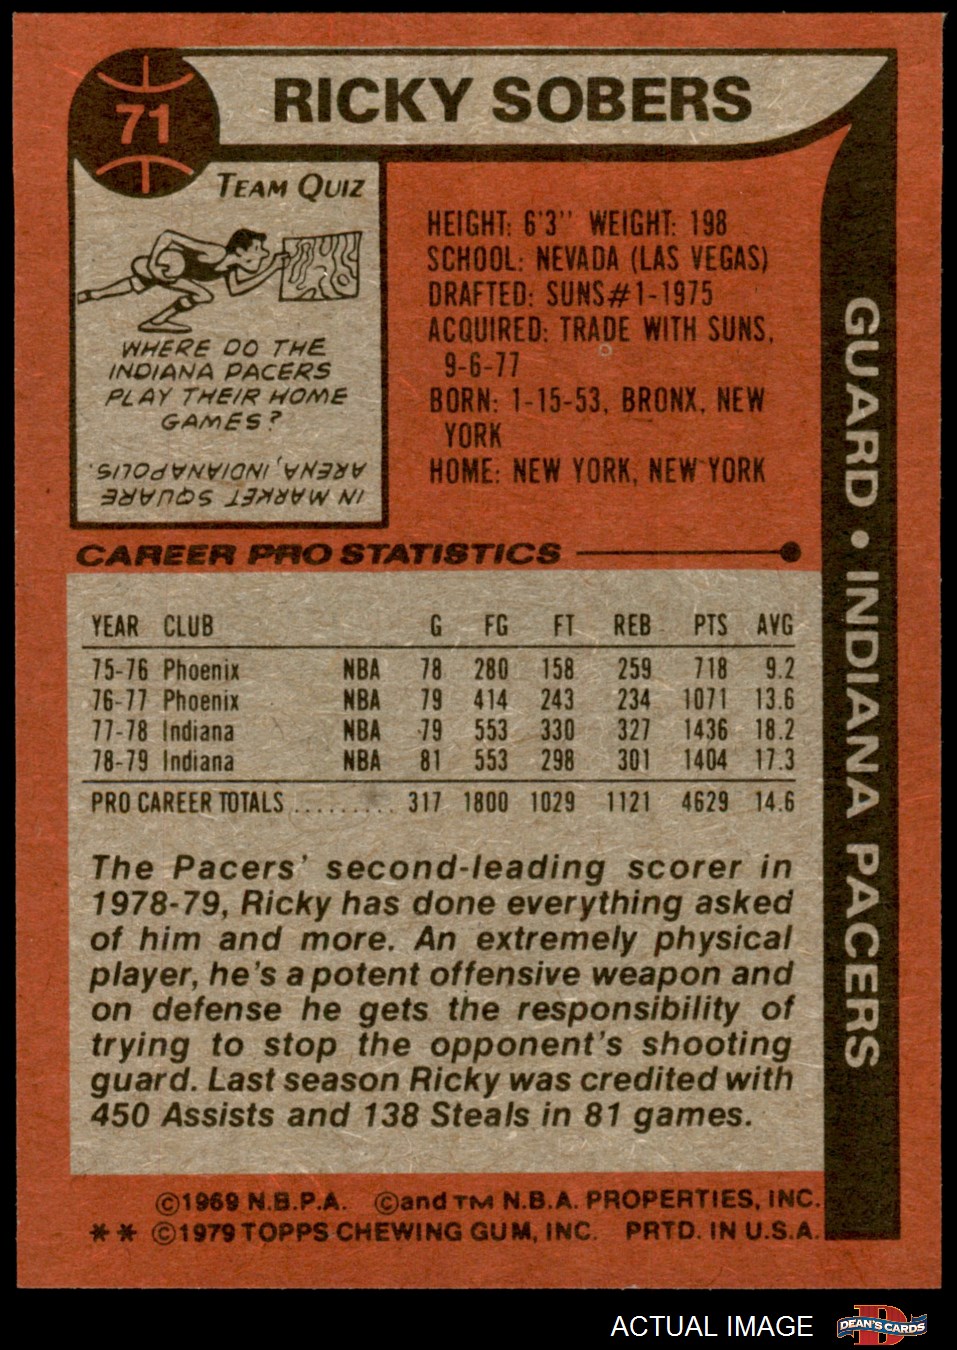 71
RICKY SOBERS
TEAM QUIZ
WHERE DO THE
INDIANA PACERS
PLAY THEIR HOME
GAMES?
IN MARKET SQUARE
ARENA, INDIANAPOLIS.
HEIGHT: 6'3" WEIGHT: 198
SCHOOL: NEVADA (LAS VEGAS)
DRAFTED: SUNS#1-1975
ACQUIRED: TRADE WITH SUNS,
9-6-77
BORN: 1-15-53, BRONX, NEW
YORK
HOME: NEW YORK, NEW YORK
GUARD • INDIANA PACERS
CAREER PRO STATISTICS
YEAR CLUB G FG FT REB PTS AVG
75-76 Phoenix NBA 78 280 158 259 718 9.2
76-77 Phoenix NBA 79 414 243 234 1071 13.6
77-78 Indiana NBA 79 553 330 327 1436 18.2
78-79 Indiana NBA 81 553 298 301 1404 17.3
PRO CAREER TOTALS ......... 317 1800 1029 1121 4629 14.6
The Pacers' second-leading scorer in
1978-79, Ricky has done everything asked
of him and more. An extremely physical
player, he's a potent offensive weapon and
on defense he gets the responsibility of
trying to stop the opponent's shooting
guard. Last season Ricky was credited with
450 Assists and 138 Steals in 81 games.
©1969 N.B.P.A. ©and TM N.B.A. PROPERTIES, INC.
** ©1979 TOPPS CHEWING GUM, INC. PRTD. IN U.S.A.
ACTUAL IMAGE
D
DEAN'S CARDS